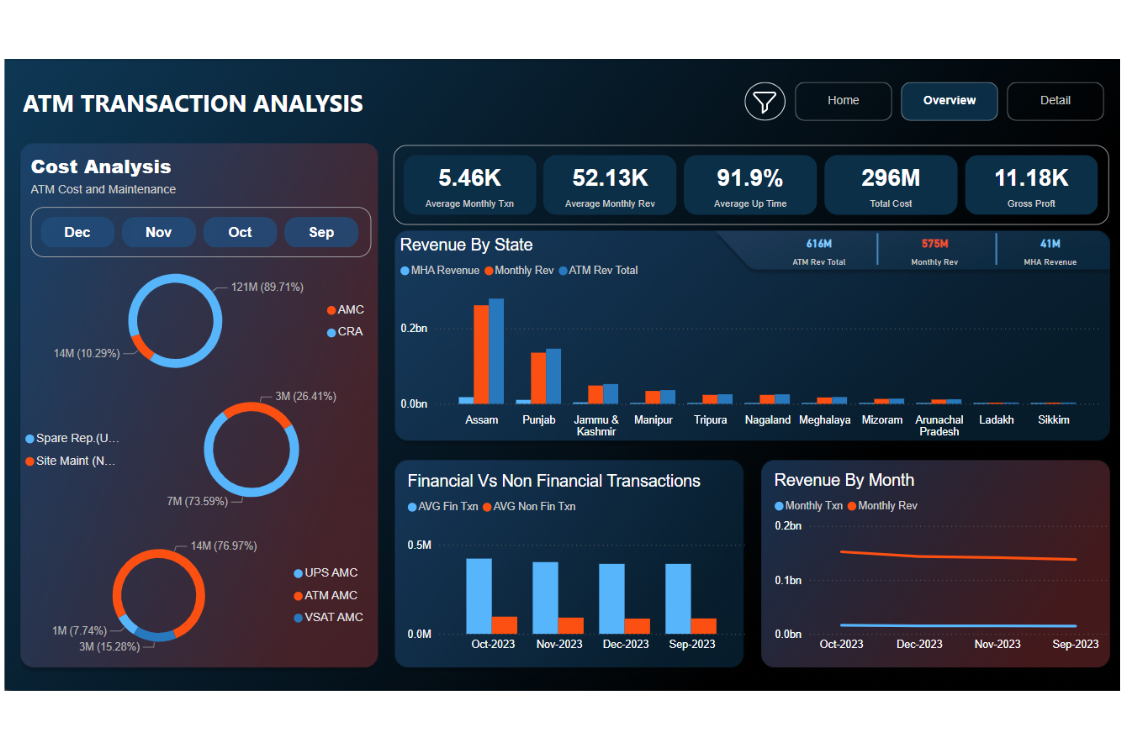 ATM TRANSACTION ANALYSIS
Home
Overview
Detail
Cost Analysis
ATM Cost and Maintenance
Dec
Nov
Oct
Sep
121M (89.71%)
14M (10.29%)
AMC
CRA
3M (26.41%)
7M (73.59%)
Spare Rep.(U...
Site Maint (N...
14M (76.97%)
1M (7.74%)
3M (15.28%)
UPS AMC
ATM AMC
VSAT AMC
5.46K
Average Monthly Txn
52.13K
Average Monthly Rev
91.9%
Average Up Time
296M
Total Cost
11.18K
Gross Proft
Revenue By State
MHA Revenue Monthly Rev ATM Rev Total
616M
ATM Rev Total
575M
Monthly Rev
41M
MHA Revenue
0.2bn
0.0bn
Assam
Punjab
Jammu &
Kashmir
Manipur
Tripura
Nagaland
Meghalaya
Mizoram
Arunachal
Pradesh
Ladakh
Sikkim
Financial Vs Non Financial Transactions
AVG Fin Txn AVG Non Fin Txn
0.5M
0.0M
Oct-2023
Nov-2023
Dec-2023
Sep-2023
Revenue By Month
Monthly Txn Monthly Rev
0.2bn
0.1bn
0.0bn
Oct-2023
Dec-2023
Nov-2023
Sep-2023